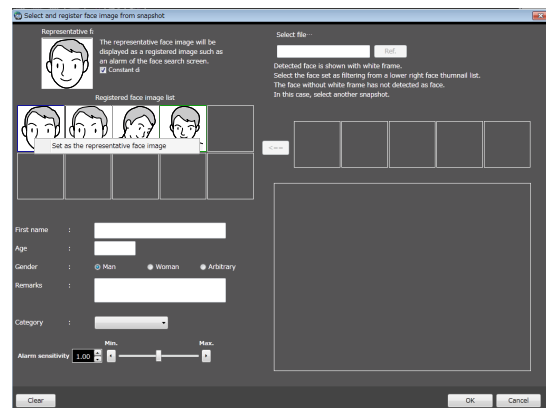 Select and register face image from snapshot
Representative fa
The representative face image will be
displayed as a registered image such as
an alarm of the face search screen.
Constant d
Registered face image list
Set as the representative face image
First name :
Age :
Gender : Man Woman Arbitrary
Remarks :
Category :
Min. Max.
Alarm sensitivity 1.00
Clear
Select file…
Ref.
Detected face is shown with white frame.
Select the face set as filtering from a lower right face thumnail list.
The face without white frame has not detected as face.
In this case, select another snapshot.
<==
OK Cancel